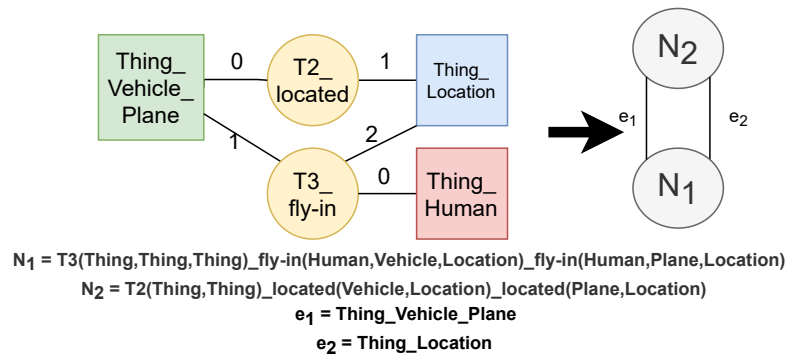 Thing_
Vehicle_
Plane
0
T2_
located
1
Thing_
Location
1
2
T3_
fly-in
0
Thing_
Human
N2
e1
e2
N1
N1 = T3(Thing,Thing,Thing)_fly-in(Human,Vehicle,Location)_fly-in(Human,Plane,Location)
N2 = T2(Thing,Thing)_located(Vehicle,Location)_located(Plane,Location)
e1 = Thing_Vehicle_Plane
e2 = Thing_Location